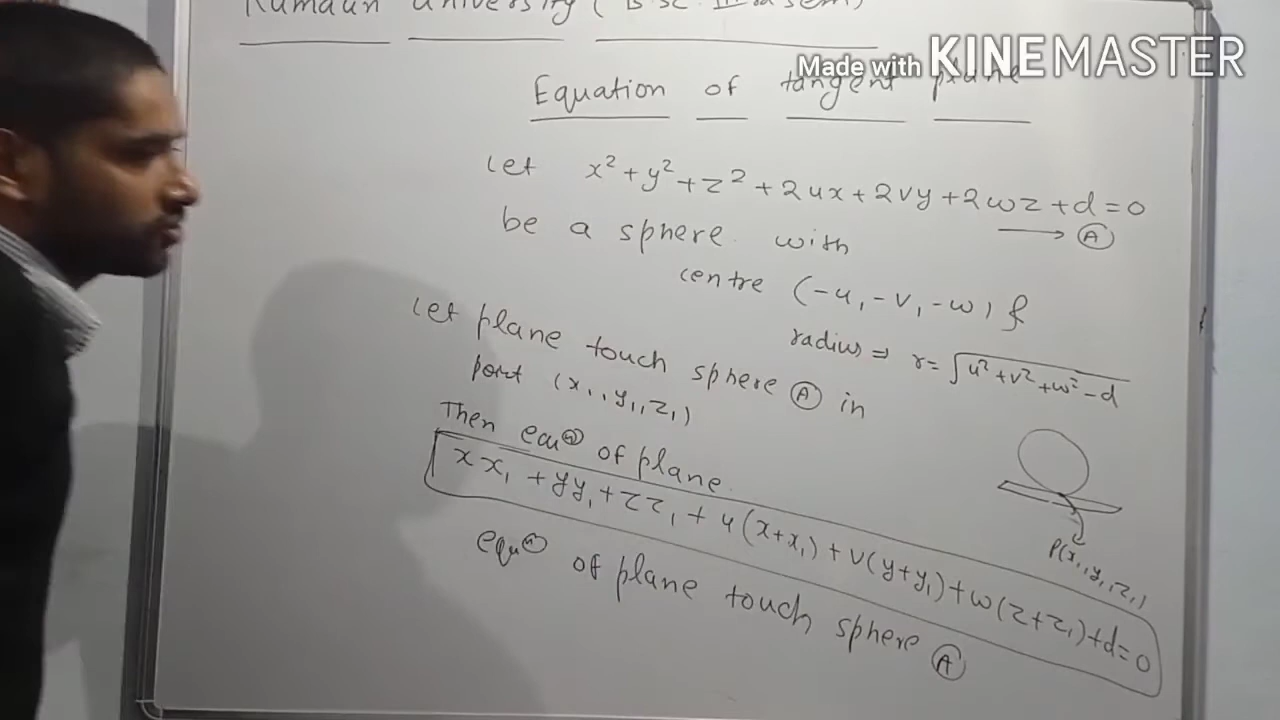 Kumaun University (B.Sc. IIIrd sem)
Made with KINEMASTER
Equation of tangent plane
Let x² + y² + z² + 2ux + 2vy + 2wz + d = 0
→ Ⓐ
be a sphere with
centre (-u, -v, -w) &
radius ⇒ r = √(u² + v² + w² - d)
Let plane touch sphere Ⓐ in
point (x₁, y₁, z₁)
Then equⁿ of plane
xx₁ + yy₁ + zz₁ + u(x+x₁) + v(y+y₁) + w(z+z₁) + d = 0
P(x₁, y₁, z₁)
equⁿ of plane touch sphere Ⓐ